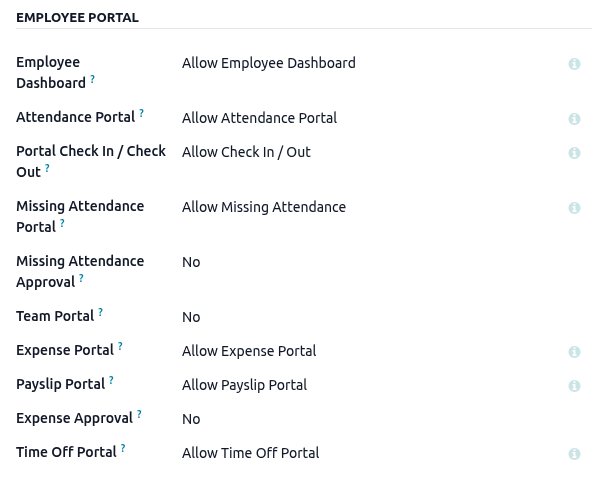 EMPLOYEE PORTAL
Employee
Dashboard ? Allow Employee Dashboard
Attendance Portal ? Allow Attendance Portal
Portal Check In / Check
Out ? Allow Check In / Out
Missing Attendance
Portal ? Allow Missing Attendance
Missing Attendance
Approval ? No
Team Portal ? No
Expense Portal ? Allow Expense Portal
Payslip Portal ? Allow Payslip Portal
Expense Approval ? No
Time Off Portal ? Allow Time Off Portal